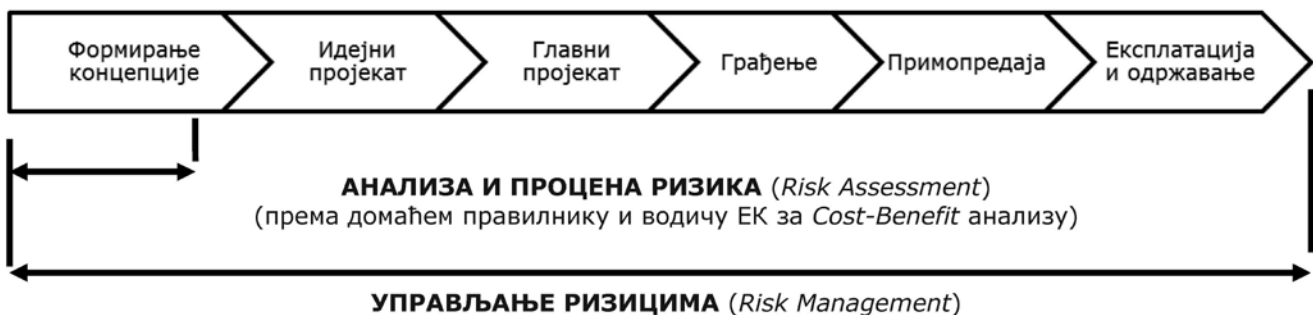 Формирање
концепције
Идејни
пројекат
Главни
пројекат
Грађење
Примопредаја
Експлатација
и одржавање
АНАЛИЗА И ПРОЦЕНА РИЗИКА (Risk Assessment)
(према домаћем правилнику и водичу ЕК за Cost-Benefit анализу)
УПРАВЉАЊЕ РИЗИЦИМА (Risk Management)